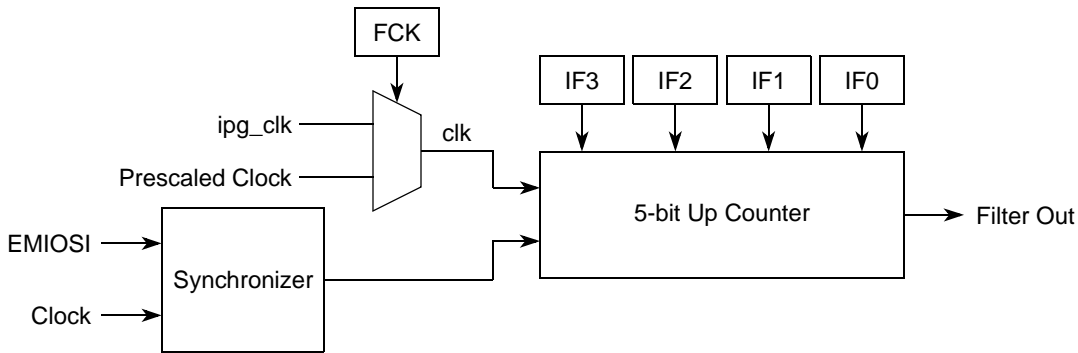 FCK
IF3
IF2
IF1
IF0
ipg_clk
clk
Prescaled Clock
5-bit Up Counter
Filter Out
EMIOSI
Synchronizer
Clock